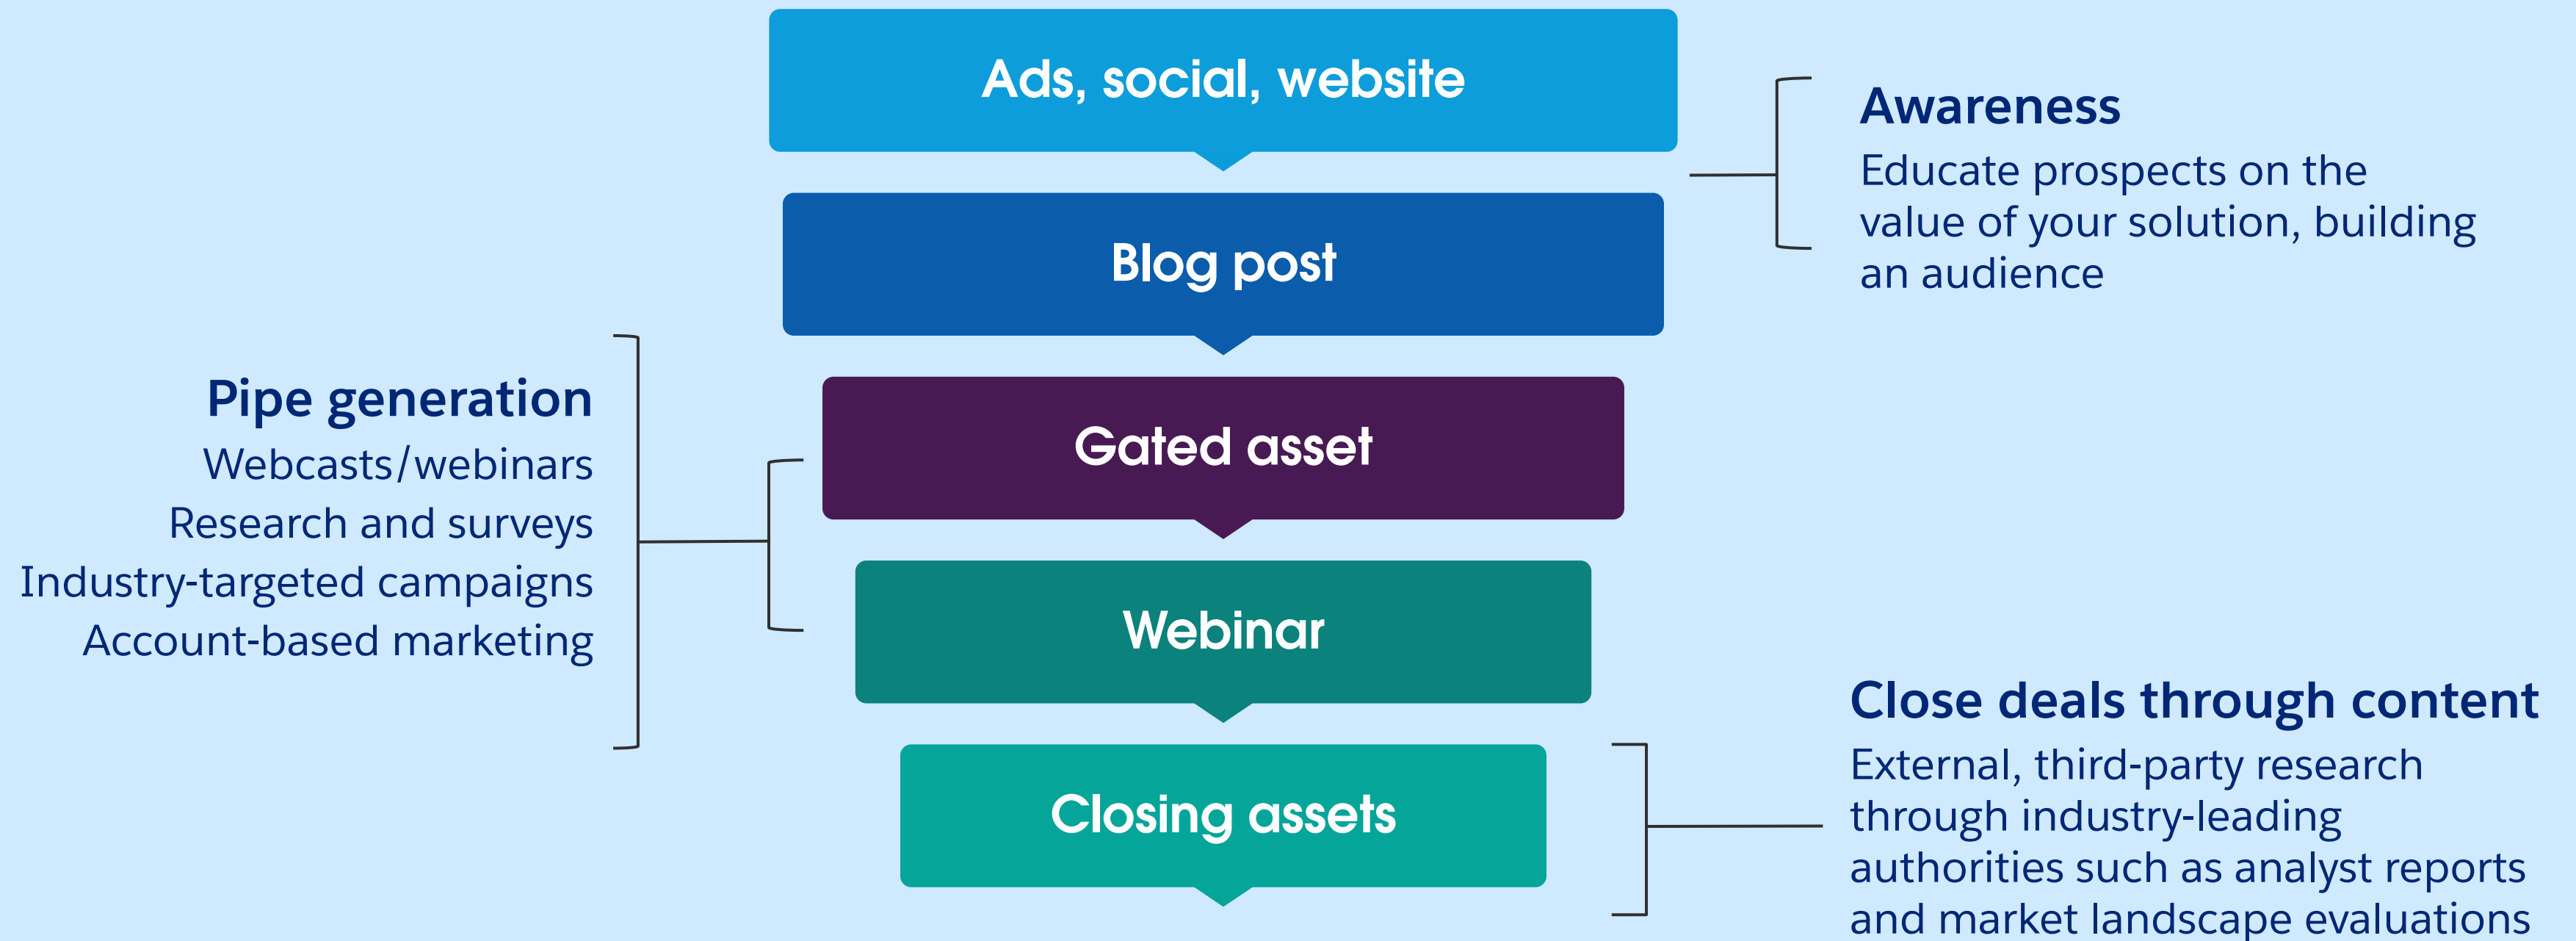 Ads, social, website
Awareness
Educate prospects on the
value of your solution, building
an audience
Blog post
Pipe generation
Webcasts/webinars
Research and surveys
Industry-targeted campaigns
Account-based marketing
Gated asset
Webinar
Close deals through content
External, third-party research
through industry-leading
authorities such as analyst reports
and market landscape evaluations
Closing assets